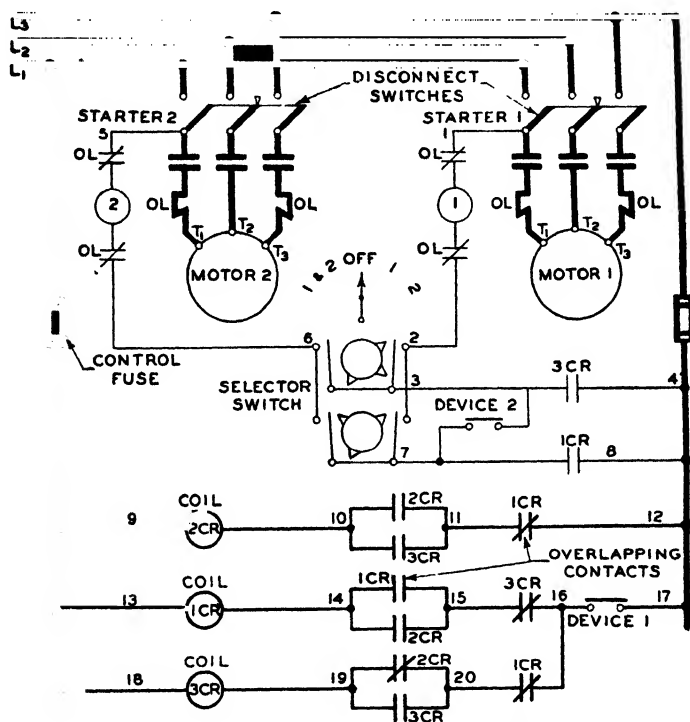 L3
L2
L1
DISCONNECT
SWITCHES
STARTER 2
STARTER 1
5
1
OL
OL
2
OL
OL
1
OL
OL
T1
T2
T3
T1
T2
T3
OL
OL
MOTOR 2
MOTOR 1
1 & 2 OFF 1 2
6
2
CONTROL
FUSE
SELECTOR
SWITCH
3
3CR
4
DEVICE 2
7
1CR
8
COIL
9
2CR
10
2CR
3CR
11
1CR
12
OVERLAPPING
CONTACTS
COIL
13
1CR
14
1CR
2CR
15
3CR
16
17
DEVICE 1
COIL
18
3CR
19
2CR
3CR
20
1CR